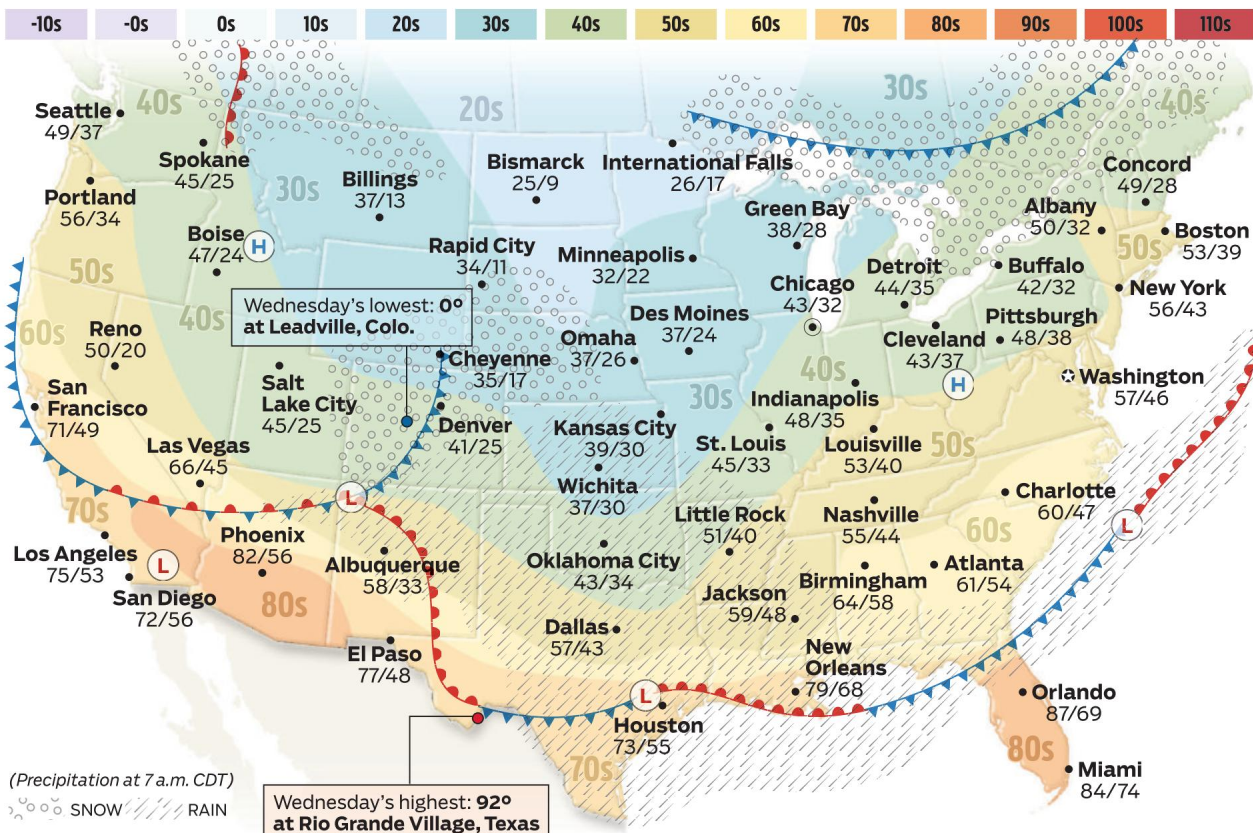 -10s -0s 0s 10s 20s 30s 40s 50s 60s 70s 80s 90s 100s 110s
20s
30s
40s
40s
Seattle
49/37
Spokane
45/25
Portland
56/34
30s
Billings
37/13
Bismarck
25/9
International Falls
26/17
Concord
49/28
Boise
47/24
H
Rapid City
34/11
Minneapolis
32/22
Green Bay
38/28
Albany
50/32
50s
Boston
53/39
Chicago
43/32
Detroit
44/35
Buffalo
42/32
New York
56/43
50s
60s
40s
Wednesday's lowest: 0º
at Leadville, Colo.
Reno
50/20
Cheyenne
35/17
Omaha
37/26
Des Moines
37/24
Cleveland
43/37
Pittsburgh
48/38
40s
H
Washington
57/46
San
Francisco
71/49
Salt
Lake City
45/25
Denver
41/25
Kansas City
39/30
30s
Indianapolis
48/35
St. Louis
45/33
Louisville
53/40
50s
Las Vegas
66/45
Wichita
37/30
L
70s
Charlotte
60/47
Los Angeles
75/53
Phoenix
82/56
Albuquerque
58/33
Oklahoma City
43/34
Little Rock
51/40
Nashville
55/44
60s
L
L
San Diego
72/56
80s
Birmingham
64/58
Atlanta
61/54
Jackson
59/48
Dallas
57/43
El Paso
77/48
New
Orleans
79/68
L
Houston
73/55
Orlando
87/69
70s
80s
Miami
84/74
(Precipitation at 7 a.m. CDT)
SNOW RAIN
Wednesday's highest: 92º
at Rio Grande Village, Texas